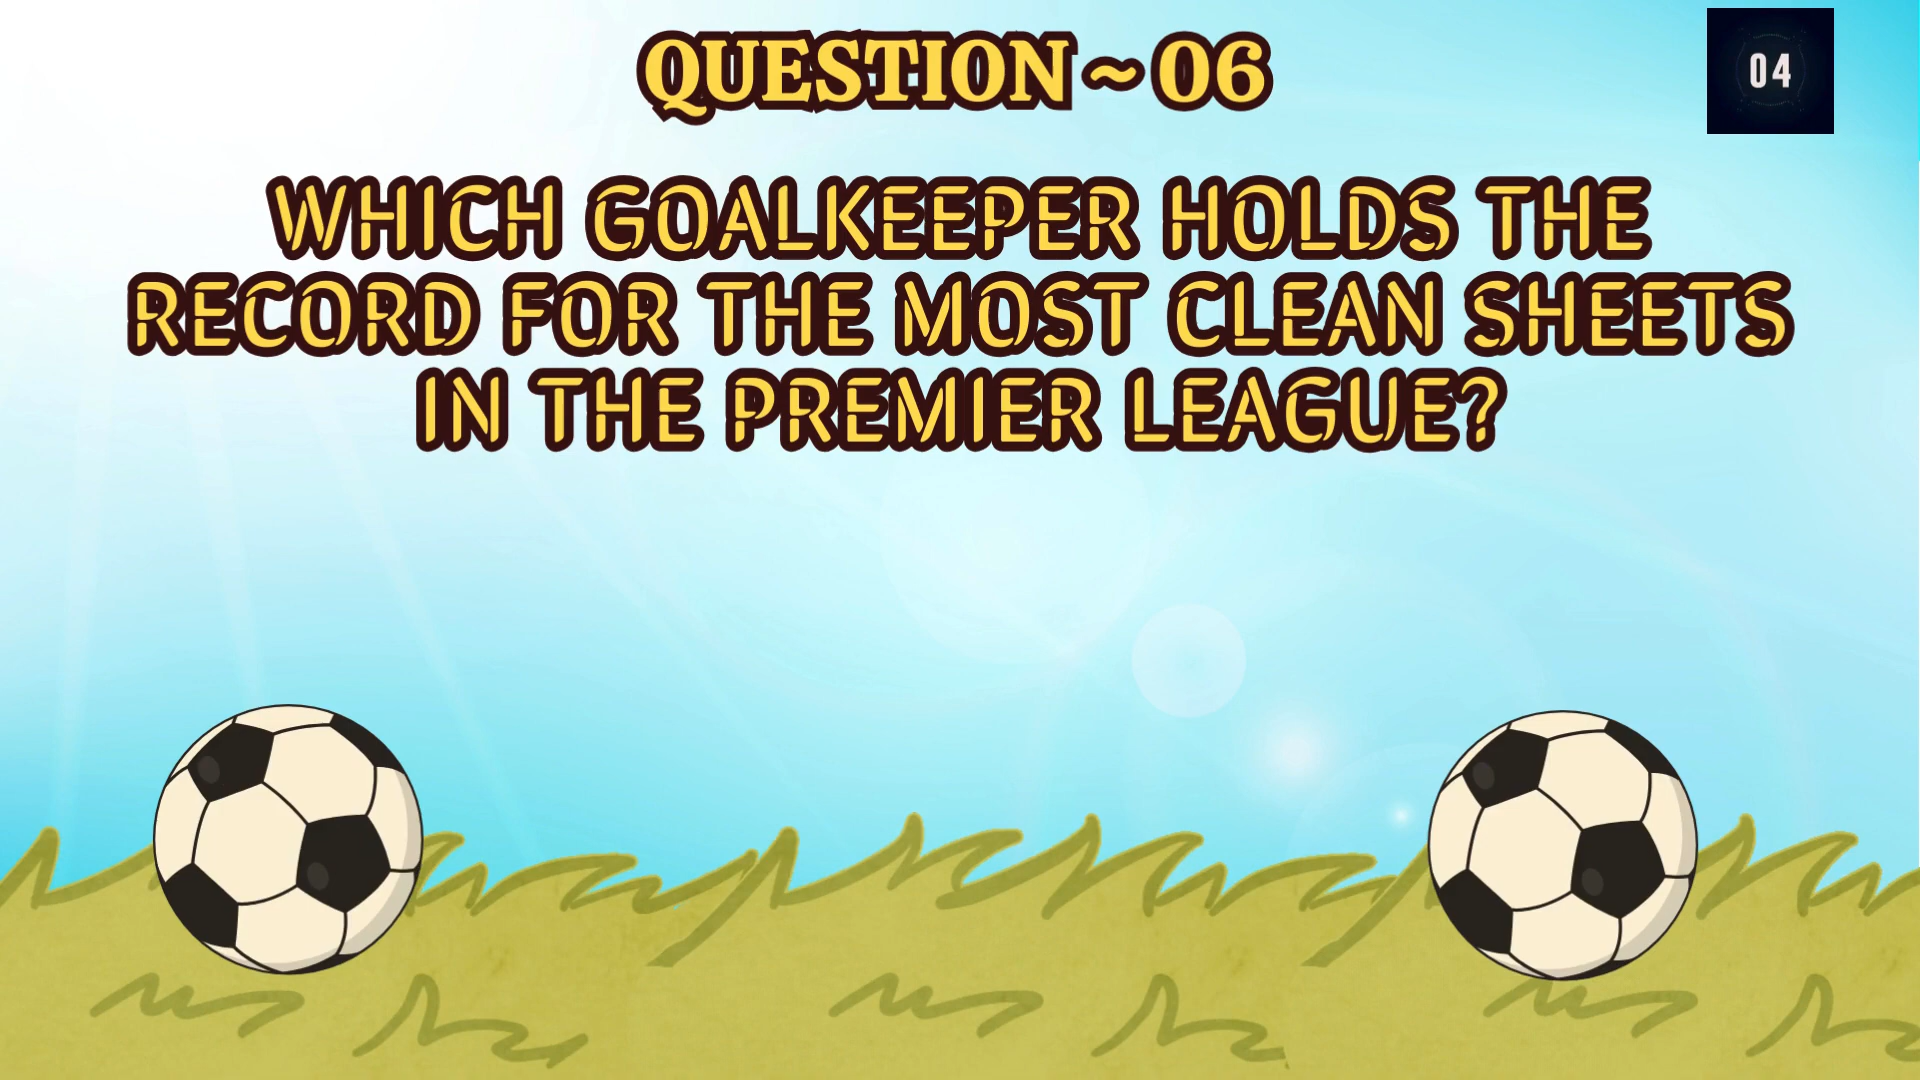 QUESTION ~ 06
04
WHICH GOALKEEPER HOLDS THE
RECORD FOR THE MOST CLEAN SHEETS
IN THE PREMIER LEAGUE?